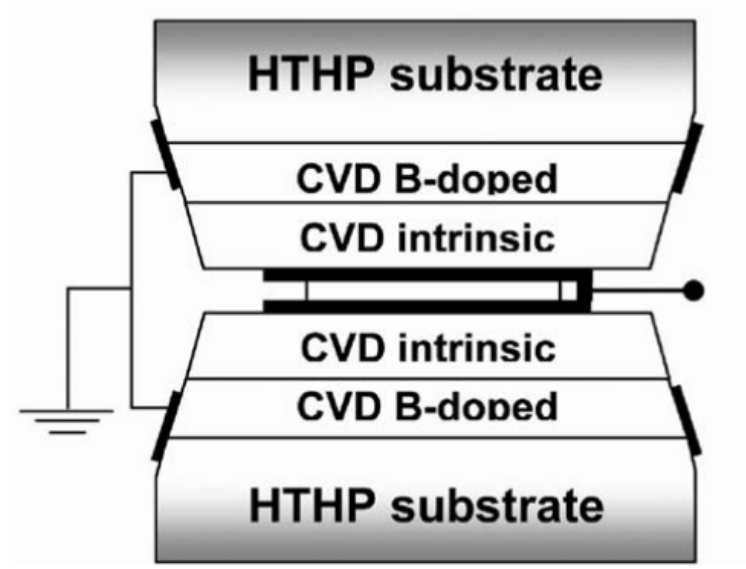 HTHP substrate
CVD B-doped
CVD intrinsic
CVD intrinsic
CVD B-doped
HTHP substrate